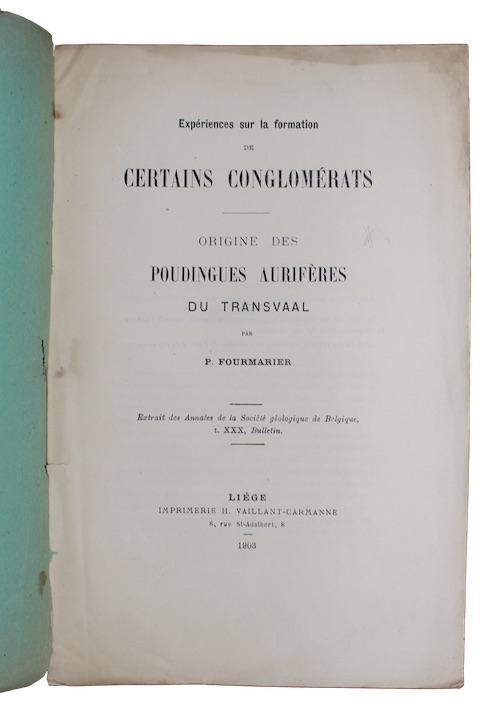 Expériences sur la formation
DE
CERTAINS CONGLOMÉRATS
ORIGINE DES
POUDINGUES AURIFÈRES
DU TRANSVAAL
PAR
P. FOURMARIER
Extrait des Annales de la Société géologique de Belgique,
t. XXX, Bulletin.
LIÉGE
IMPRIMERIE H. VAILLANT-CARMANNE
8, rue St-Adalbert, 8
1903